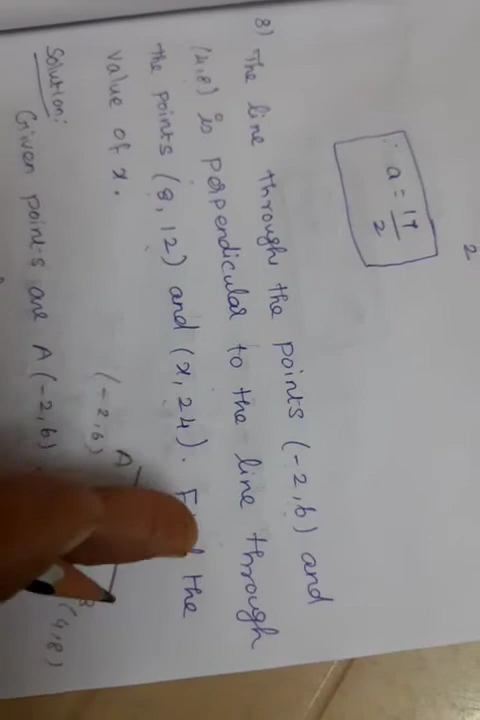 2
∴ a = 17/2
8) The line through the points (-2,6) and
(4,8) is perpendicular to the line through
the points (8,12) and (x,24). the
value of x.
Solution:
Given points are A(-2,6)
A
(-2,6)
B
(4,8)